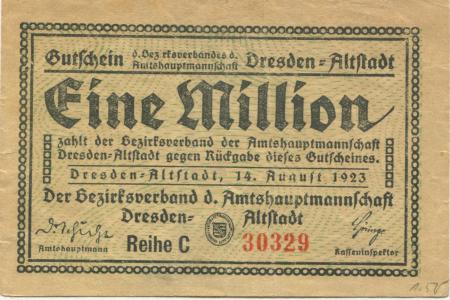 Gutschein d. Bezirksverbandes d. Amtshauptmannschaft Dresden=Altstadt
Eine Million
zahlt der Bezirksverband der Amtshauptmannschaft
Dresden=Altstadt gegen Rückgabe dieses Gutscheines.
Dresden=Altstadt, 14. August 1923
Der Bezirksverband d. Amtshauptmannschaft
Dresden= Altstadt
Amtshauptmann Reihe C 30329 Kasseninspektor